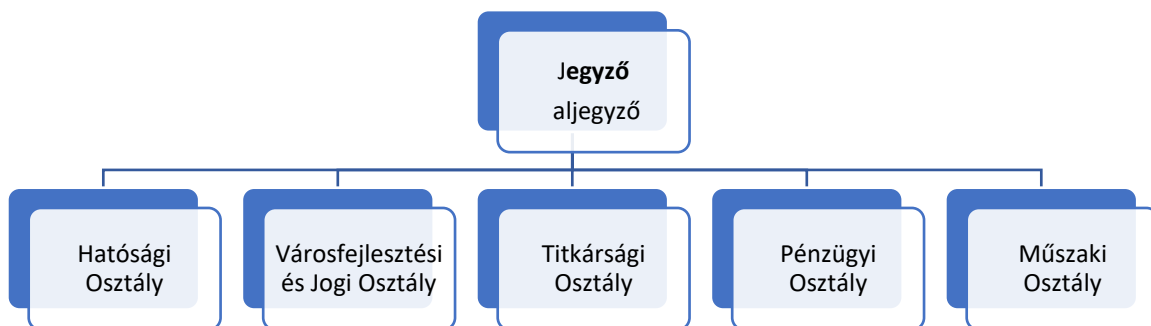 Jegyző
aljegyző
Hatósági
Osztály
Városfejlesztési
és Jogi Osztály
Titkársági
Osztály
Pénzügyi
Osztály
Műszaki
Osztály